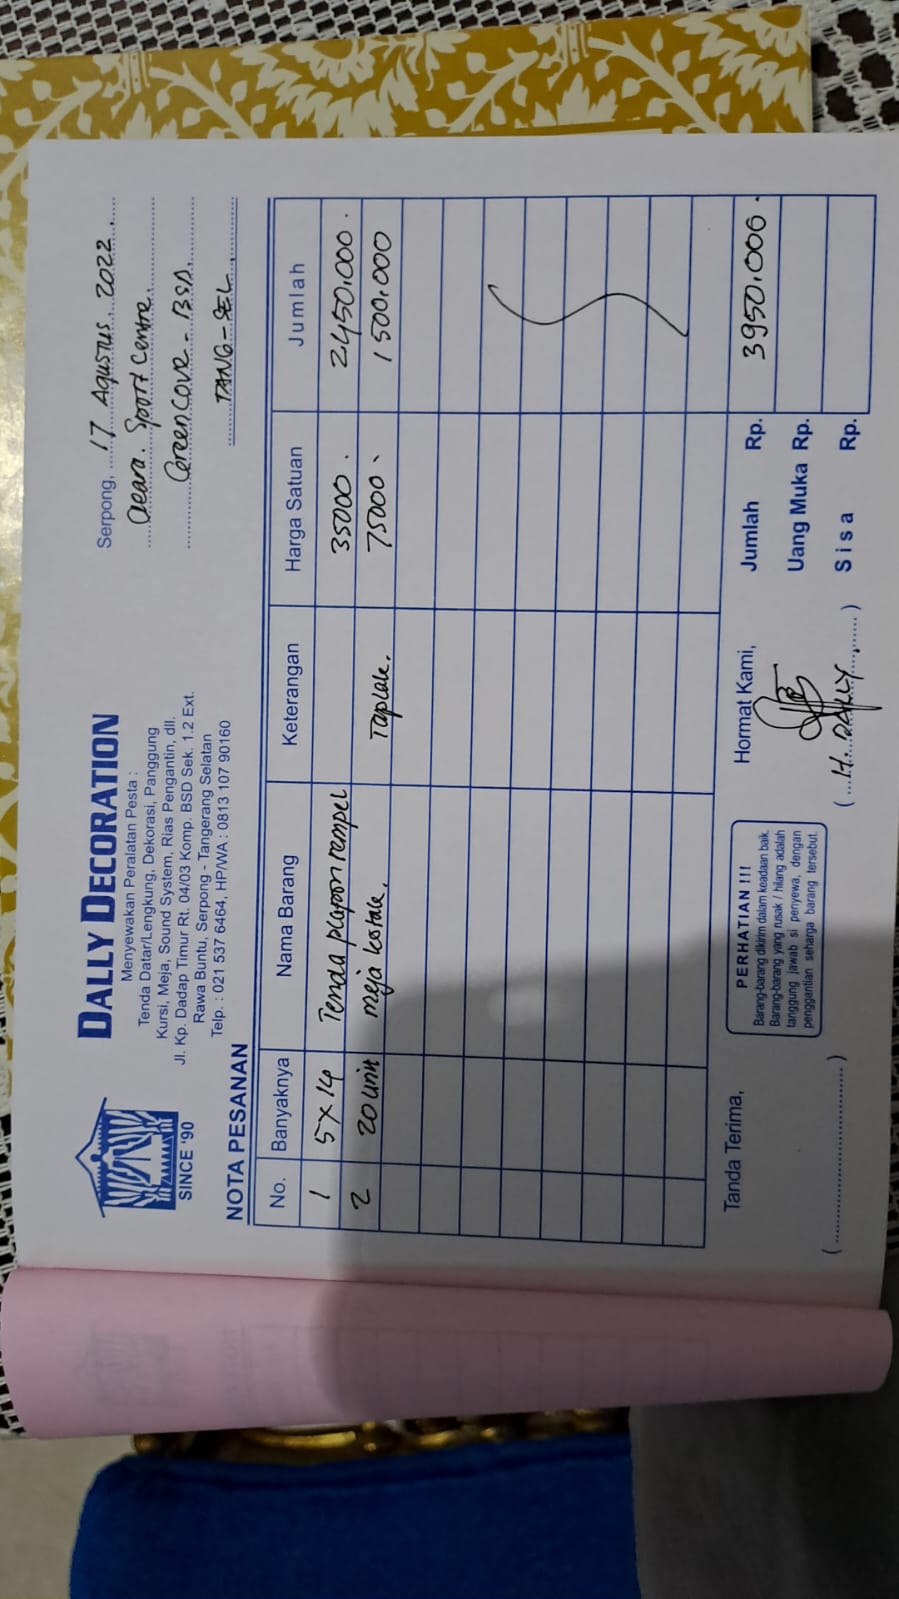 DALLY DECORATION
Menyewakan Peralatan Pesta :
Tenda Datar/Lengkung, Dekorasi, Panggung
Kursi, Meja, Sound System, Rias Pengantin, dll.
Jl. Kp. Dadap Timur Rt. 04/03 Komp. BSD Sek. 1.2 Ext.
Rawa Buntu, Serpong - Tangerang Selatan
Telp. : 021 537 6464, HP/WA : 0813 107 90160
SINCE '90
Serpong, 17 Agustus, 2022
Sport Centre.
Greencove - BSD.
TANG-SEL
NOTA PESANAN
No. Banyaknya Nama Barang Keterangan Harga Satuan Jumlah
1 5 x 14 Tenda plapon rempel 35000. 2450.000.
2 20 unit meja kotak. Taplak. 75000 1500.000
Tanda Terima,
(....................)
PERHATIAN !!!
Barang-barang dikirim dalam keadaan baik.
Barang-barang yang rusak / hilang adalah
tanggung jawab si penyewa, dengan
penggantian seharga barang tersebut.
Hormat Kami,
(H. DALLY)
Jumlah Rp. 3950.000.
Uang Muka Rp.
Sisa Rp.